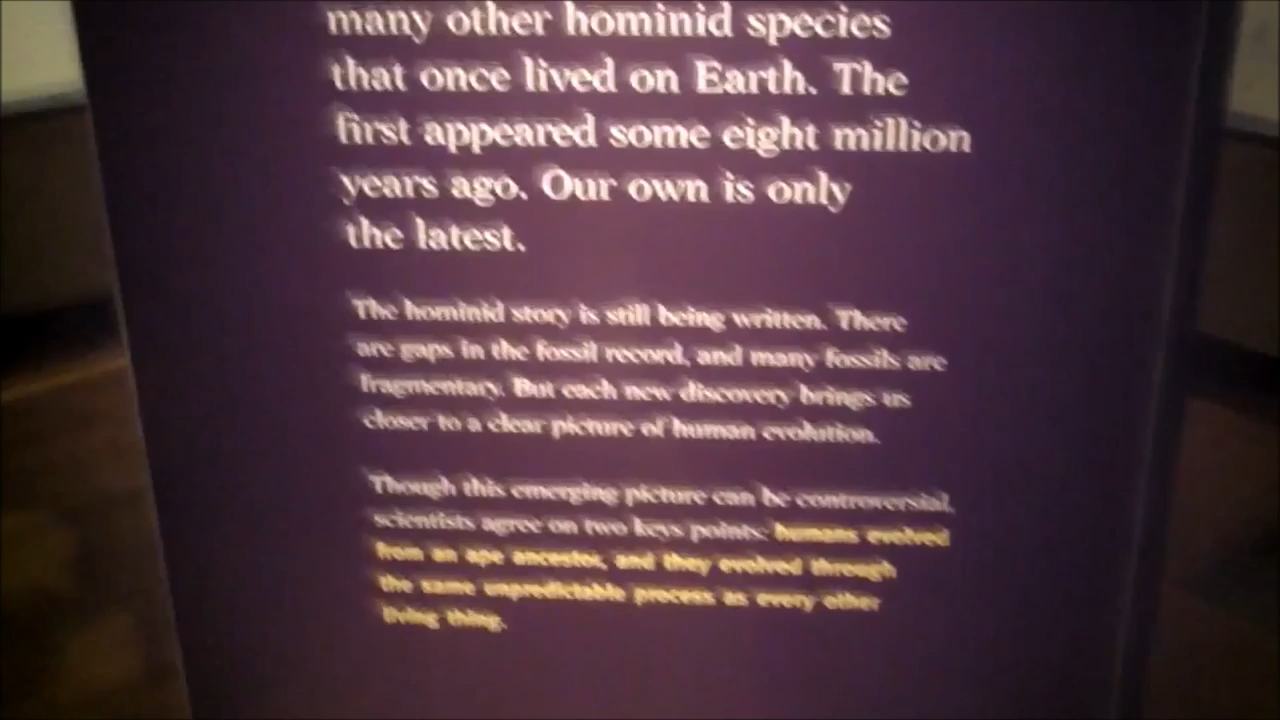 many other hominid species
that once lived on Earth. The
first appeared some eight million
years ago. Our own is only
the latest.
The hominid story is still being written. There
are gaps in the fossil record, and many fossils are
fragmentary. But each new discovery brings us
closer to a clear picture of human evolution.
Though this emerging picture can be controversial,
scientists agree on two keys points: humans evolved
from an ape ancestor, and they evolved through
the same unpredictable process as every other
living thing.